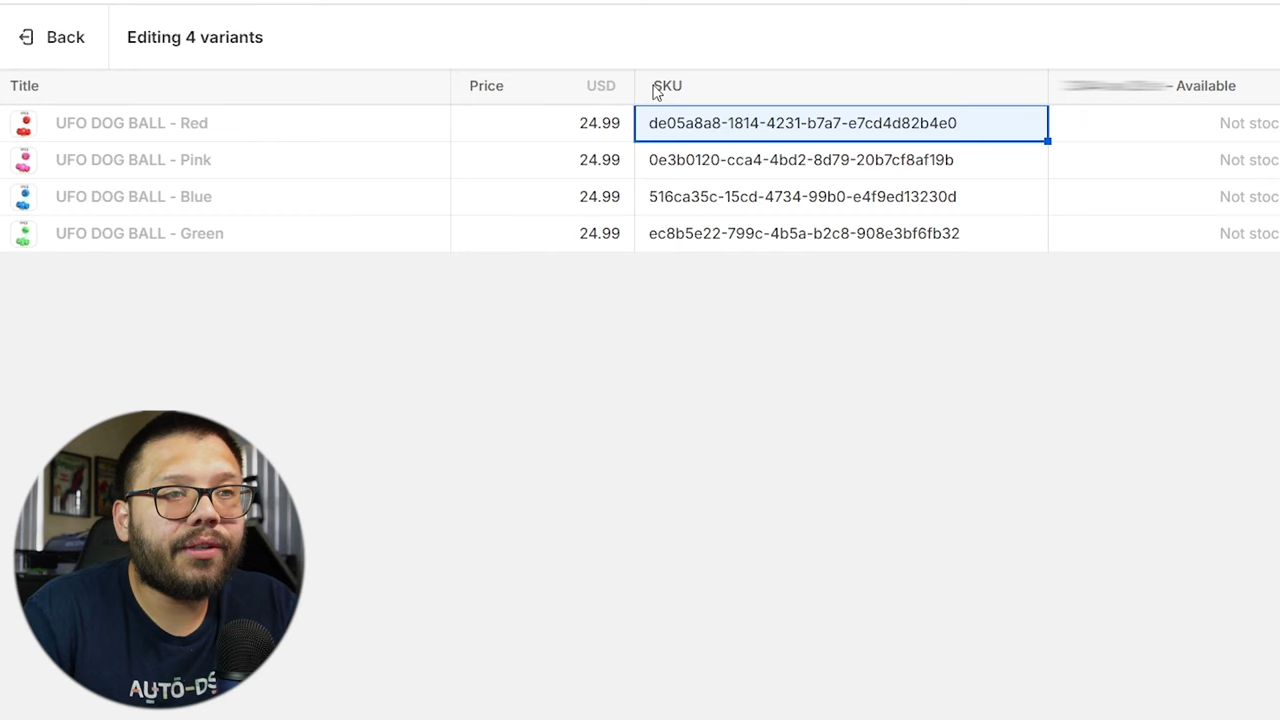 Back Editing 4 variants
Title Price USD SKU - Available
UFO DOG BALL - Red 24.99 de05a8a8-1814-4231-b7a7-e7cd4d82b4e0 Not stoc
UFO DOG BALL - Pink 24.99 0e3b0120-cca4-4bd2-8d79-20b7cf8af19b Not stoc
UFO DOG BALL - Blue 24.99 516ca35c-15cd-4734-99b0-e4f9ed13230d Not stoc
UFO DOG BALL - Green 24.99 ec8b5e22-799c-4b5a-b2c8-908e3bf6fb32 Not stoc
AUTO-DS